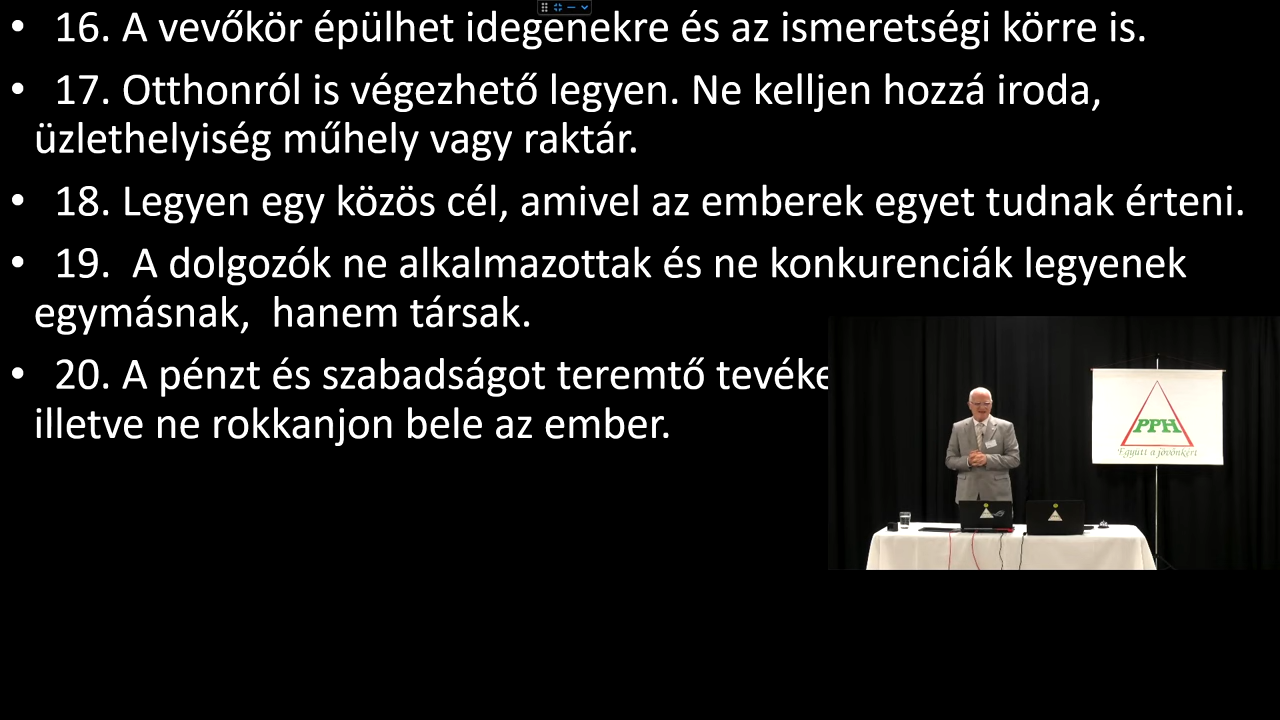 • 16. A vevőkör épülhet idegenekre és az ismeretségi körre is.
• 17. Otthonról is végezhető legyen. Ne kelljen hozzá iroda,
üzlethelyiség műhely vagy raktár.
• 18. Legyen egy közös cél, amivel az emberek egyet tudnak érteni.
• 19. A dolgozók ne alkalmazottak és ne konkurenciák legyenek
egymásnak, hanem társak.
• 20. A pénzt és szabadságot teremtő
illetve ne rokkanjon bele az ember.
PPH
Együtt a jövőnkért